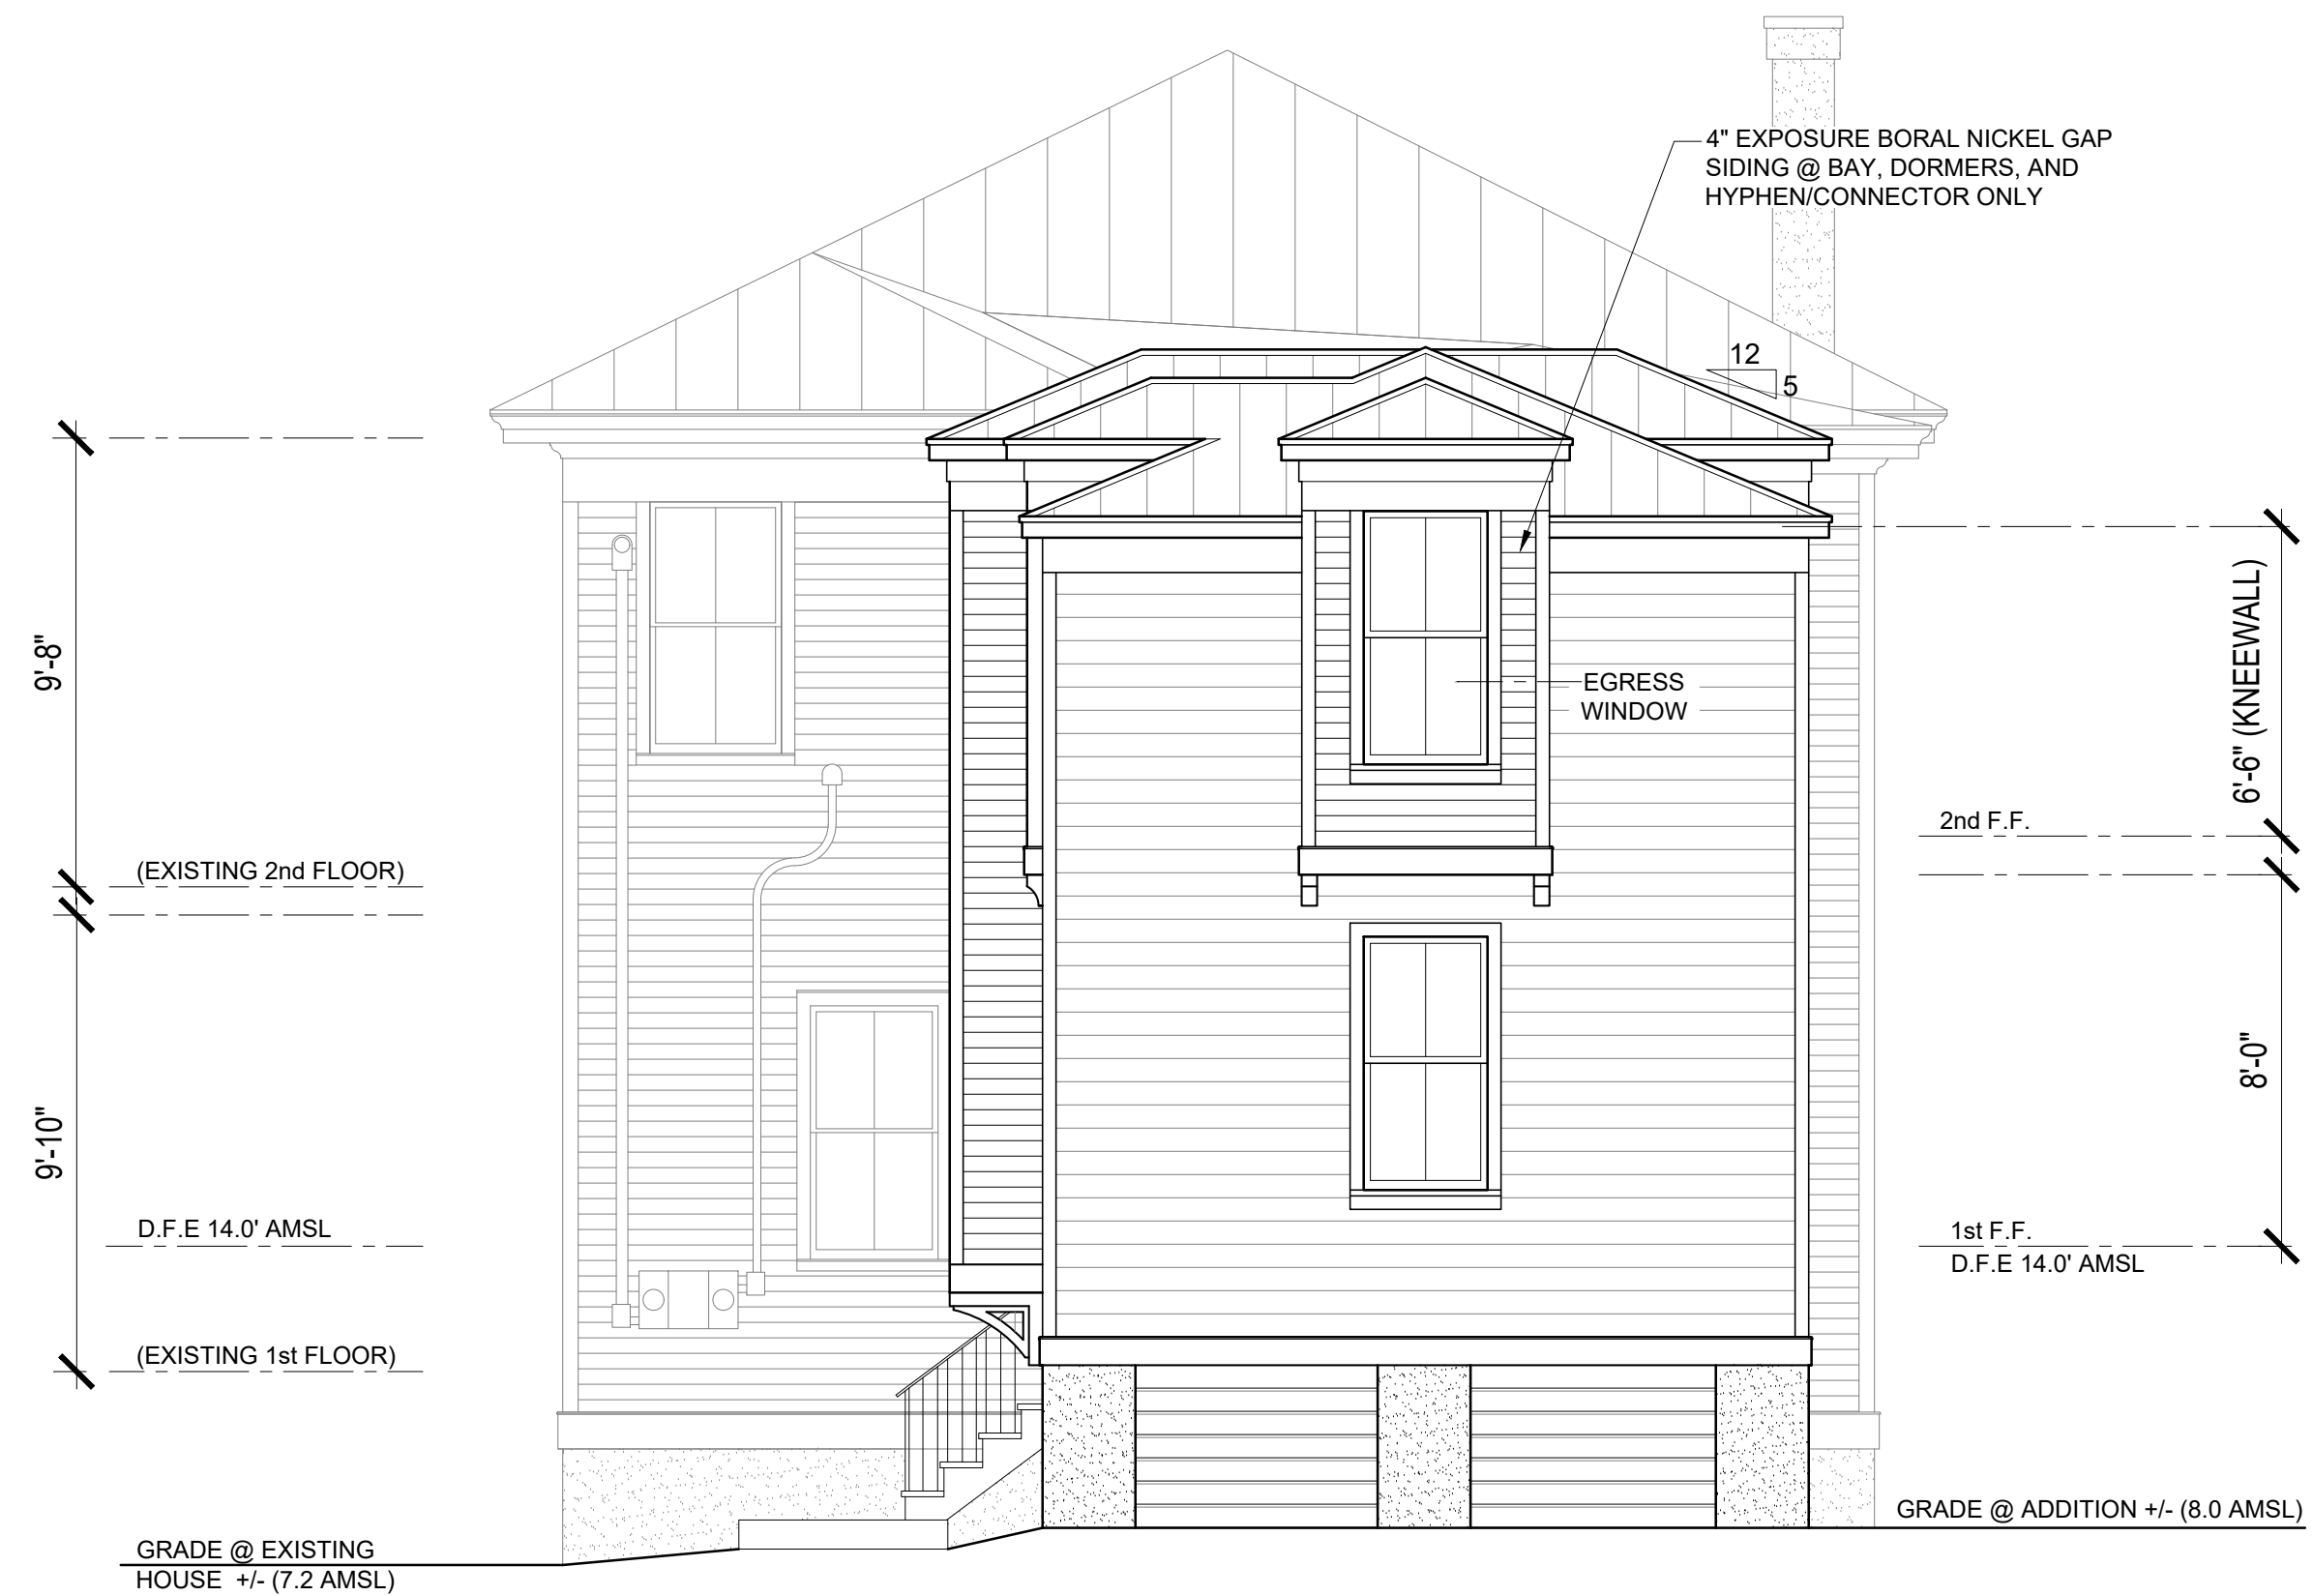 4" EXPOSURE BORAL NICKEL GAP
SIDING @ BAY, DORMERS, AND
HYPHEN/CONNECTOR ONLY
12
5
9'-8"
6'-6" (KNEEWALL)
EGRESS
WINDOW
2nd F.F.
(EXISTING 2nd FLOOR)
9'-10"
8'-0"
D.F.E 14.0' AMSL
1st F.F.
D.F.E 14.0' AMSL
(EXISTING 1st FLOOR)
GRADE @ ADDITION +/- (8.0 AMSL)
GRADE @ EXISTING
HOUSE +/- (7.2 AMSL)